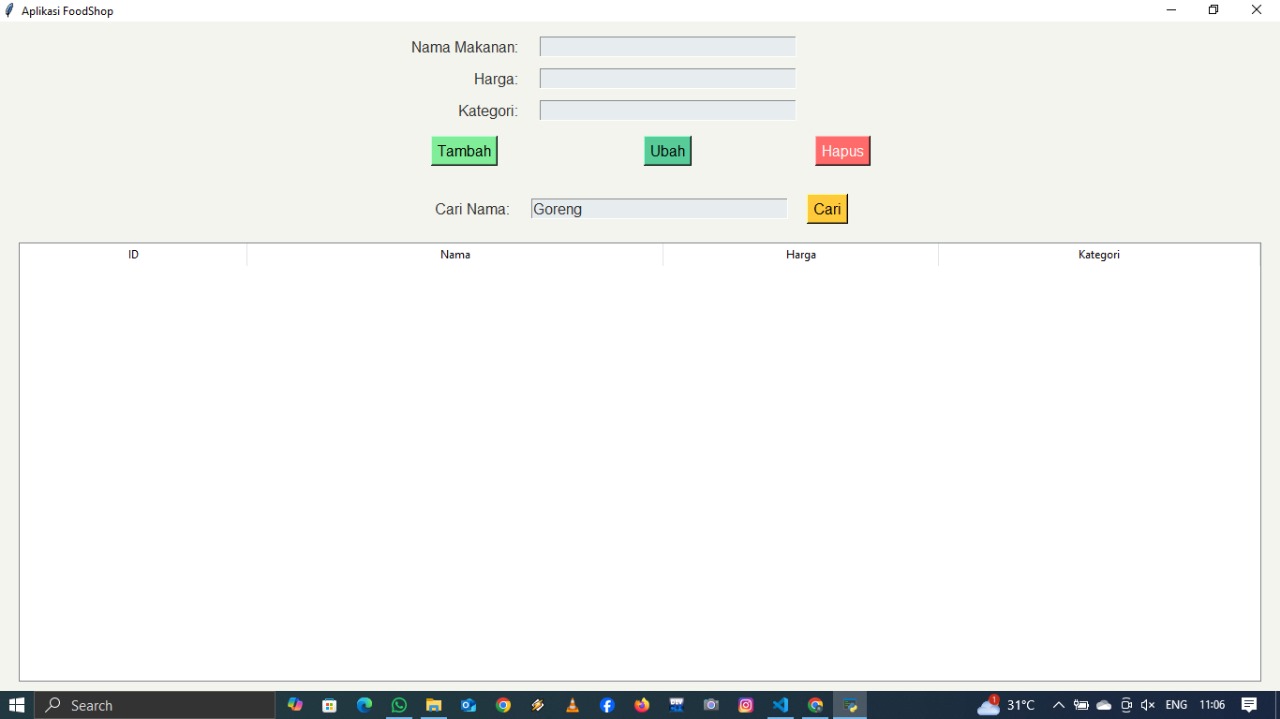 Aplikasi FoodShop
Nama Makanan:
Harga:
Kategori:
Tambah Ubah Hapus
Cari Nama: Goreng Cari
ID Nama Harga Kategori
Search 1 31°C ENG 11:06